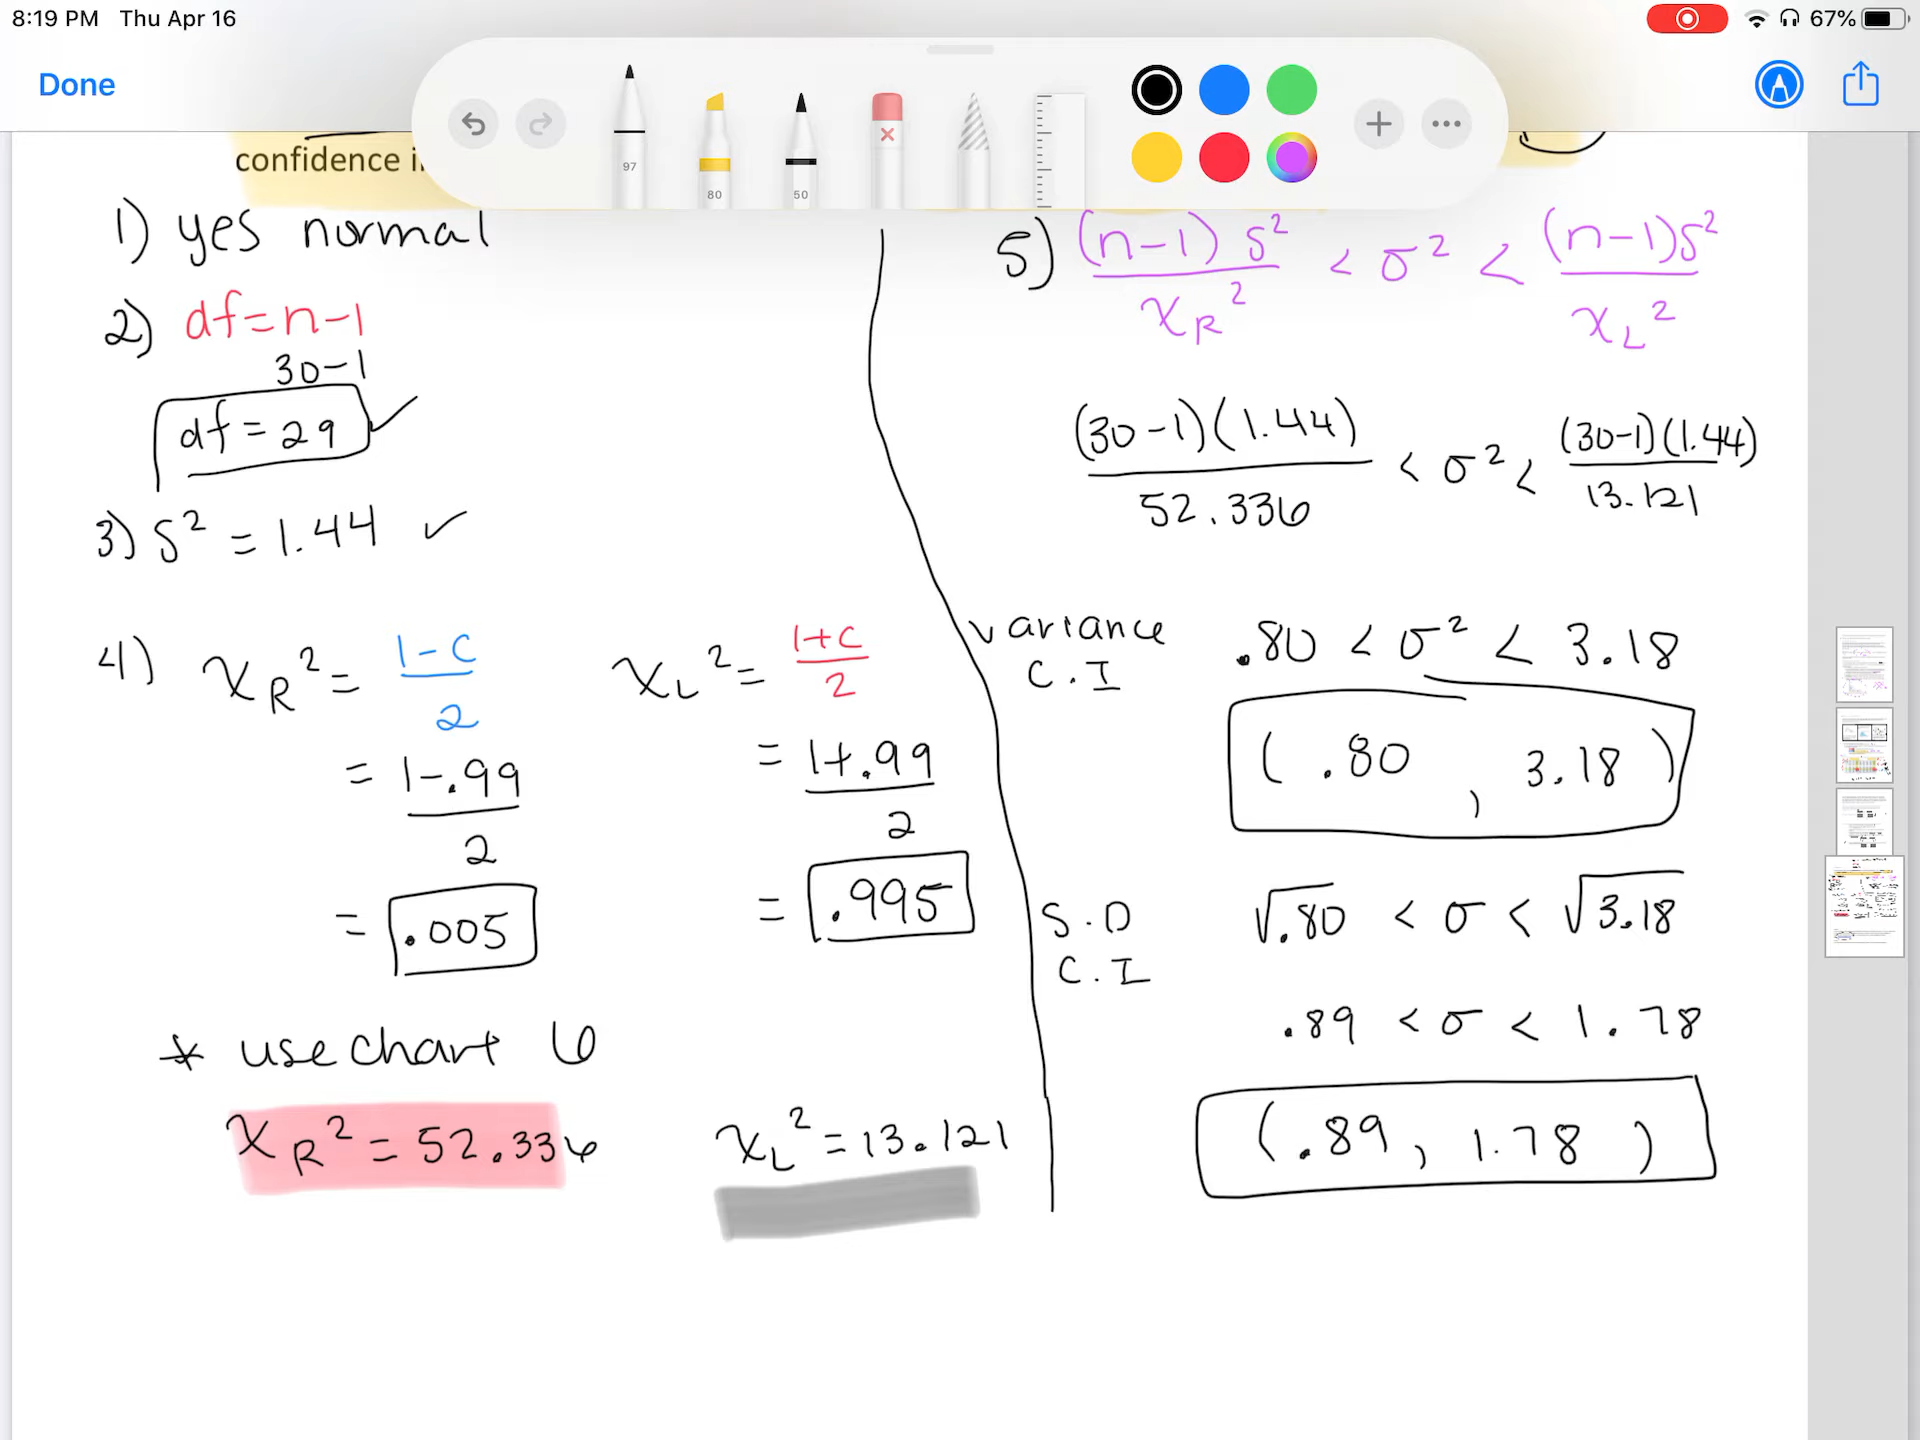 8:19 PM Thu Apr 16
67%
Done
97
80
50
confidence i
1) yes normal
2) df=n-1
30-1
df = 29
3) S² = 1.44
4) χR² = 1-C/2
= 1-.99/2
= .005
χL² = 1+C/2
= 1+.99/2
= .995
* use chart 6
χR² = 52.336
χL² = 13.121
5) (n-1) S²/χR² < σ² < (n-1)S²/χL²
(30-1)(1.44)/52.336 < σ² < (30-1)(1.44)/13.121
variance
C.I
.80 < σ² < 3.18
( .80 , 3.18 )
S.D
C.I
√.80 < σ < √3.18
.89 < σ < 1.78
(.89, 1.78 )